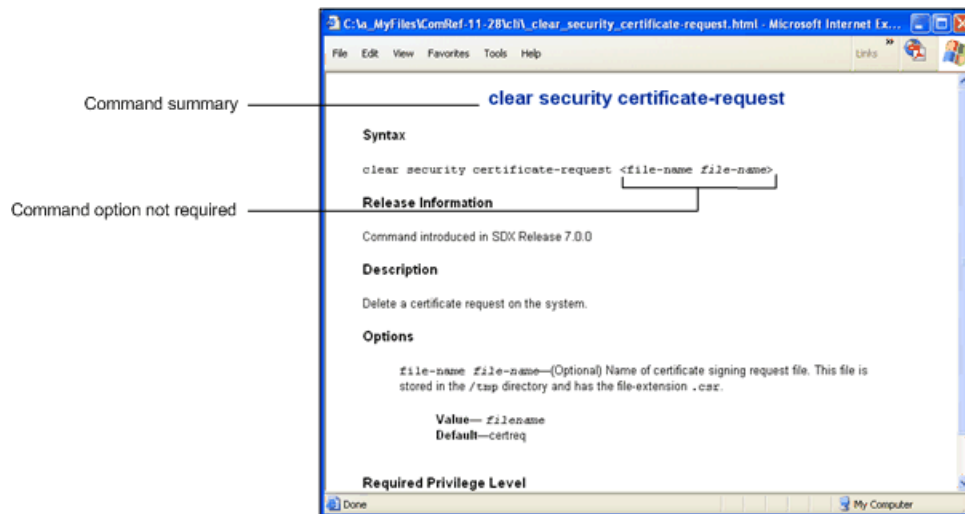 C:\a_MyFiles\ComRef-11-28\cli\_clear_security_certificate-request.html - Microsoft Internet Ex...
File Edit View Favorites Tools Help
Links »
Command summary
clear security certificate-request
Syntax
clear security certificate-request <file-name file-name>
Command option not required
Release Information
Command introduced in SDX Release 7.0.0
Description
Delete a certificate request on the system.
Options
file-name file-name—(Optional) Name of certificate signing request file. This file is
stored in the /tmp directory and has the file-extension .csr.
Value— filename
Default—certreq
Required Privilege Level
Done
My Computer